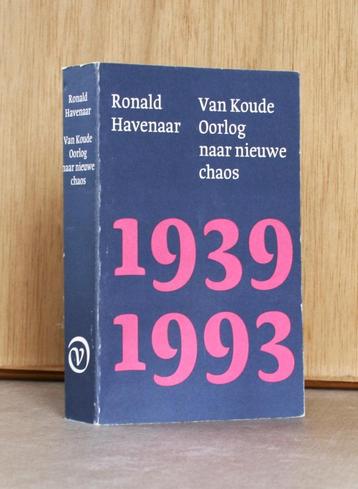 Ronald
Havenaar
Van Koude
Oorlog
naar nieuwe
chaos
V
Ronald
Havenaar
Van Koude
Oorlog
naar nieuwe
chaos
1939
1993